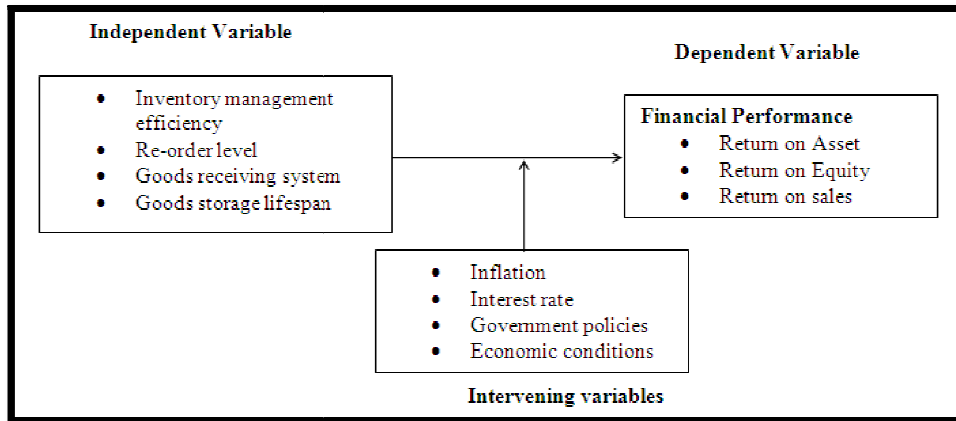 Independent Variable
Dependent Variable
• Inventory management
efficiency
• Re-order level
• Goods receiving system
• Goods storage lifespan
Financial Performance
• Return on Asset
• Return on Equity
• Return on sales
• Inflation
• Interest rate
• Government policies
• Economic conditions
Intervening variables